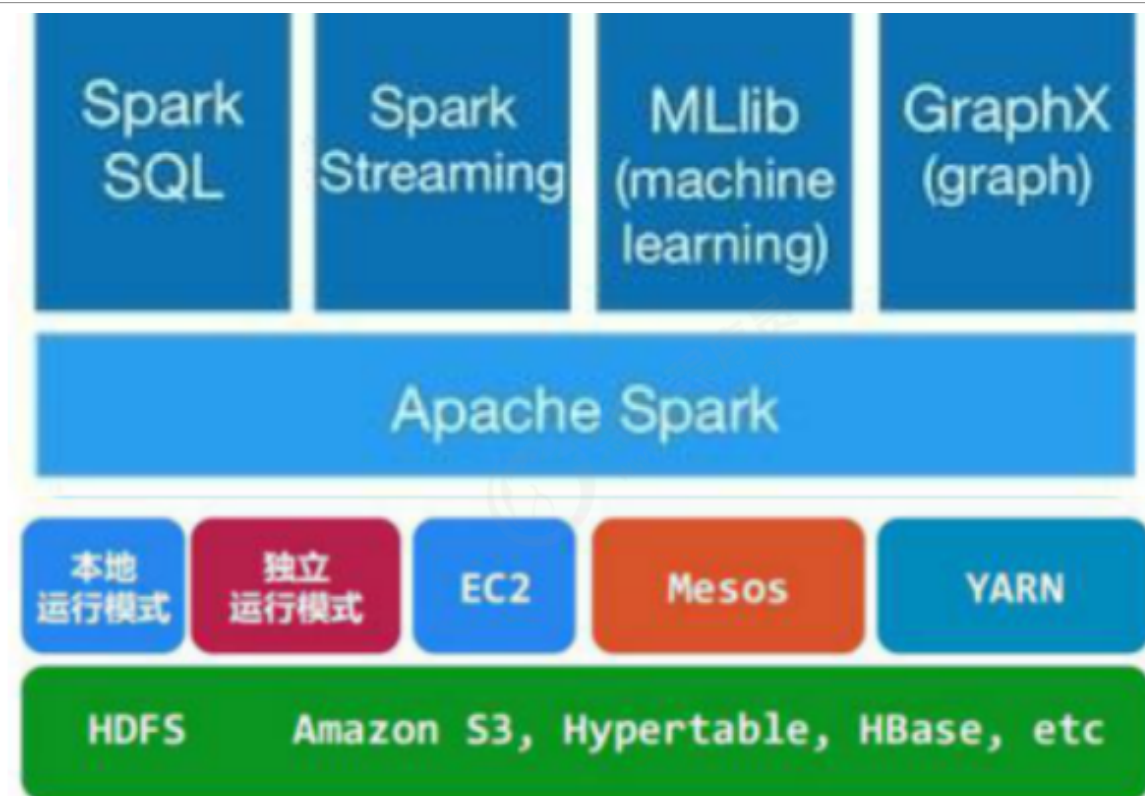 Spark
SQL
Spark
Streaming
MLlib
(machine
learning)
GraphX
(graph)
Apache Spark
本地
运行模式
独立
运行模式
EC2
Mesos
YARN
HDFS
Amazon S3, Hypertable, HBase, etc